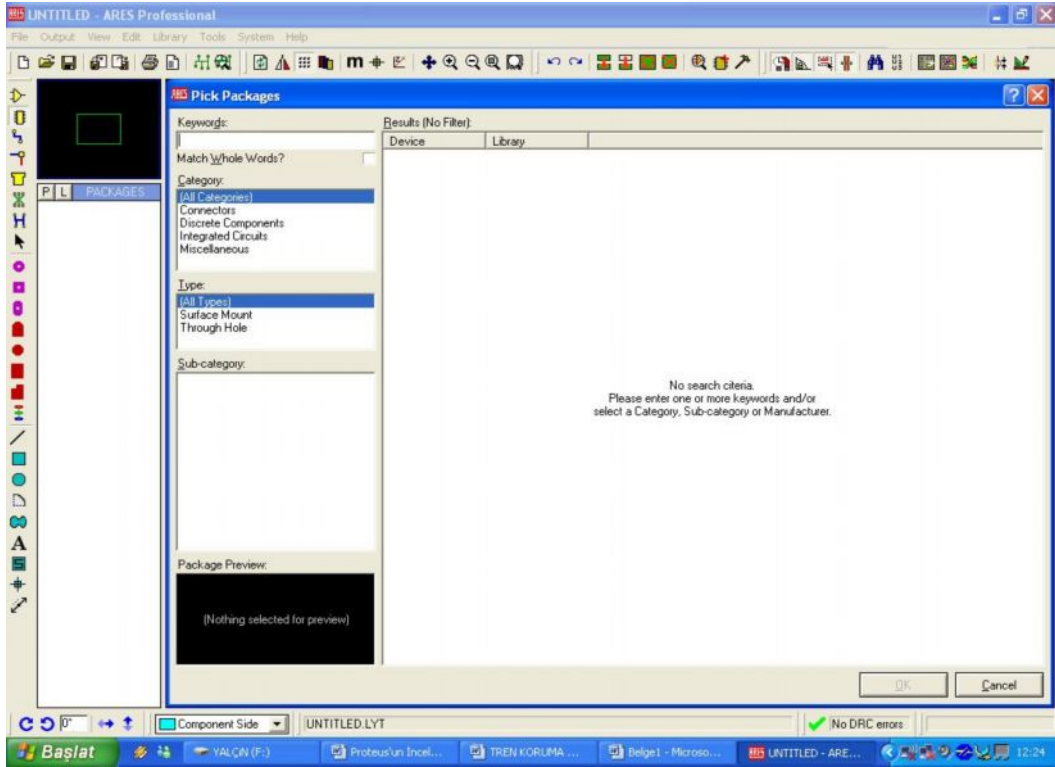 UNTITLED - ARES Professional
File Output View Edit Library Tools System Help
Pick Packages
Keywords:
Results (No Filter):
Device Library
Match Whole Words?
Category:
(All Categories)
Connectors
Discrete Components
Integrated Circuits
Miscellaneous
P L PACKAGES
Type:
(All Types)
Surface Mount
Through Hole
Sub-category:
No search citeria.
Please enter one or more keywords and/or
select a Category, Sub-category or Manufacturer.
Package Preview:
(Nothing selected for preview)
OK Cancel
0° Component Side UNTITLED.LYT No DRC errors
Başlat YALÇıN (F:) Proteus'un Incel... TREN KORUMA ... Belge1 - Microso... UNTITLED - ARE... 12:24